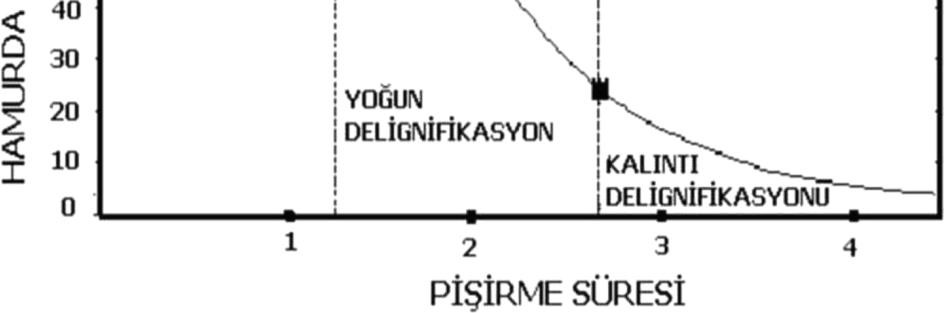 HAMURDA
40
30
20
10
0
YOĞUN
DELİGNİFİKASYON
KALINTI
DELİGNİFİKASYONU
1
2
3
4
PİŞİRME SÜRESİ